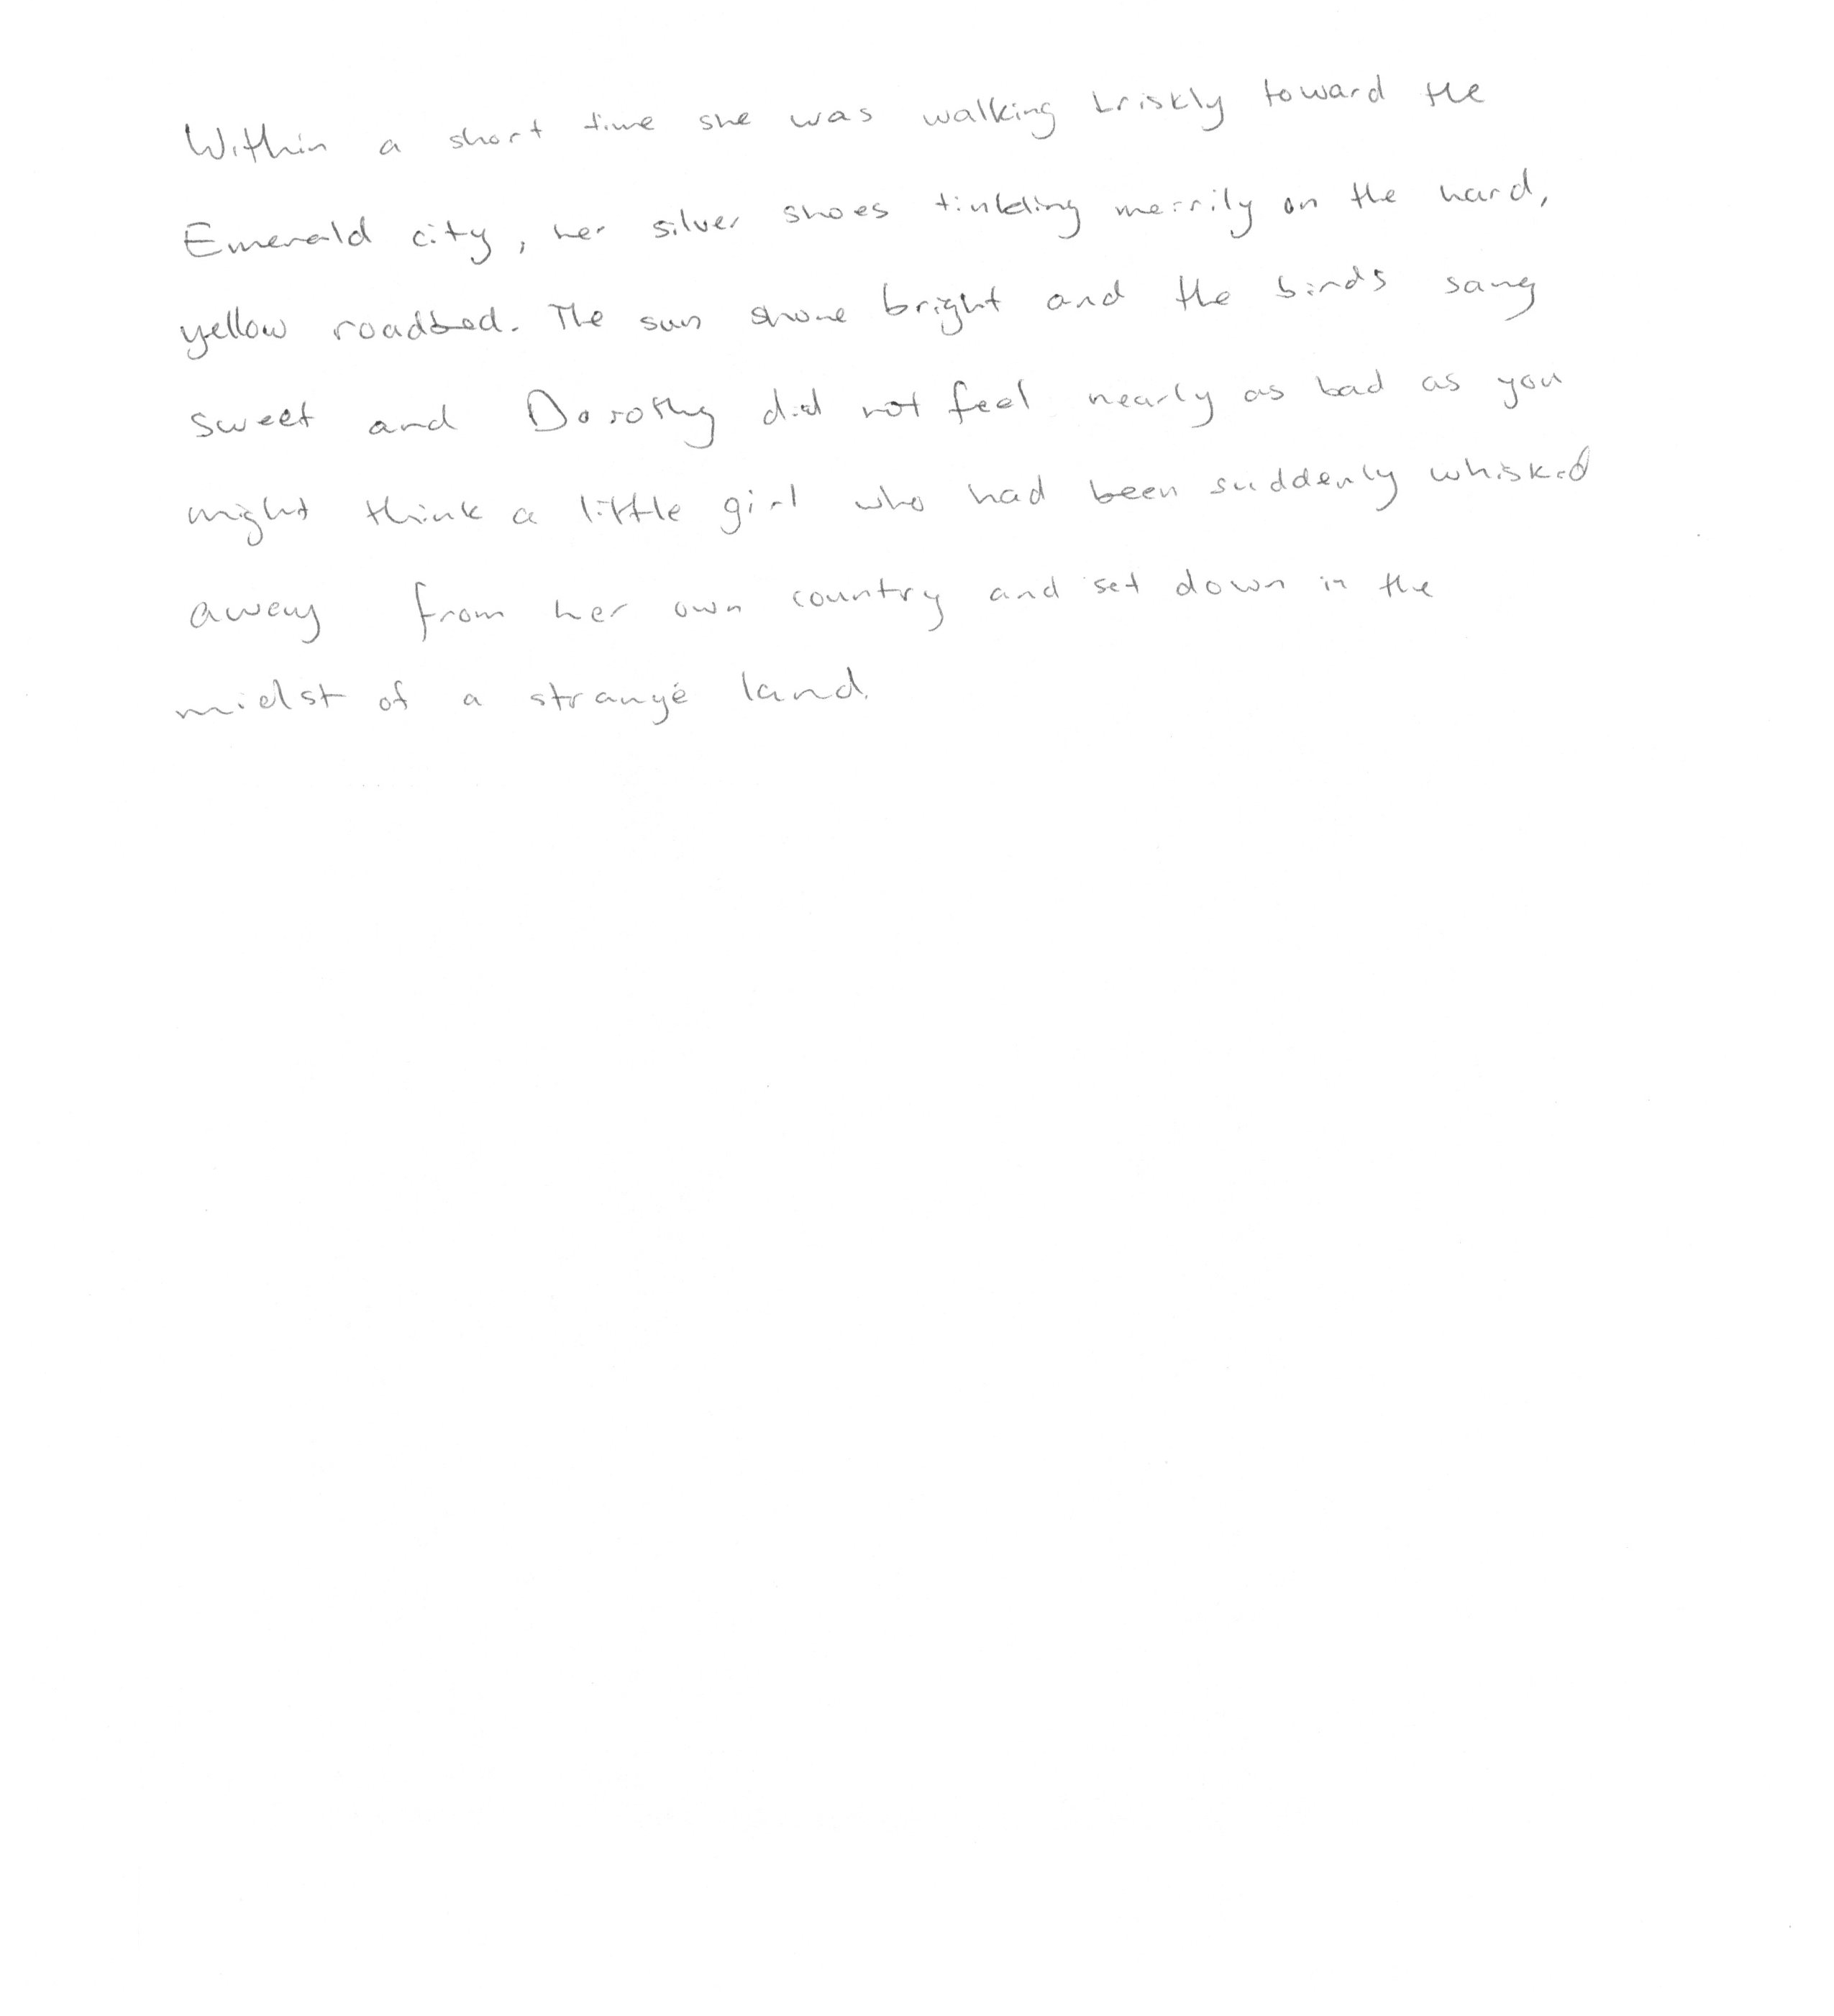 Within a short time she was walking briskly toward the
Emerald city, her silver shoes tinkling merrily on the hard,
yellow roadbed. The sun shone bright and the birds sang
sweet and Dorothy did not feel nearly as bad as you
might think a little girl who had been suddenly whisked
away from her own country and set down in the
midst of a strange land.